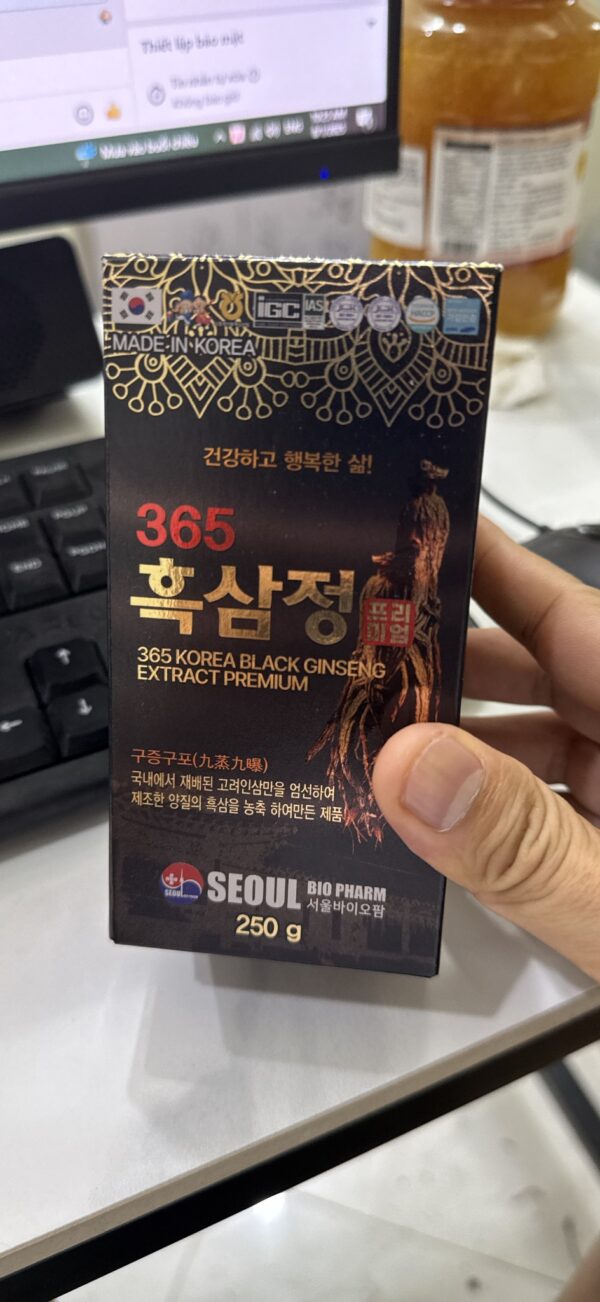 Thiết lập bảo mật
iGC
IAS
HACCP
MADE IN KOREA
건강하고 행복한 삶!
365
흑삼정
프리
미엄
365 KOREA BLACK GINSENG
EXTRACT PREMIUM
구증구포(九蒸九曝)
국내에서 재배된 고려인삼만을 엄선하여
제조한 양질의 흑삼을 농축 하여만든 제품
SEOUL
BIO PHARM
서울바이오팜
250 g